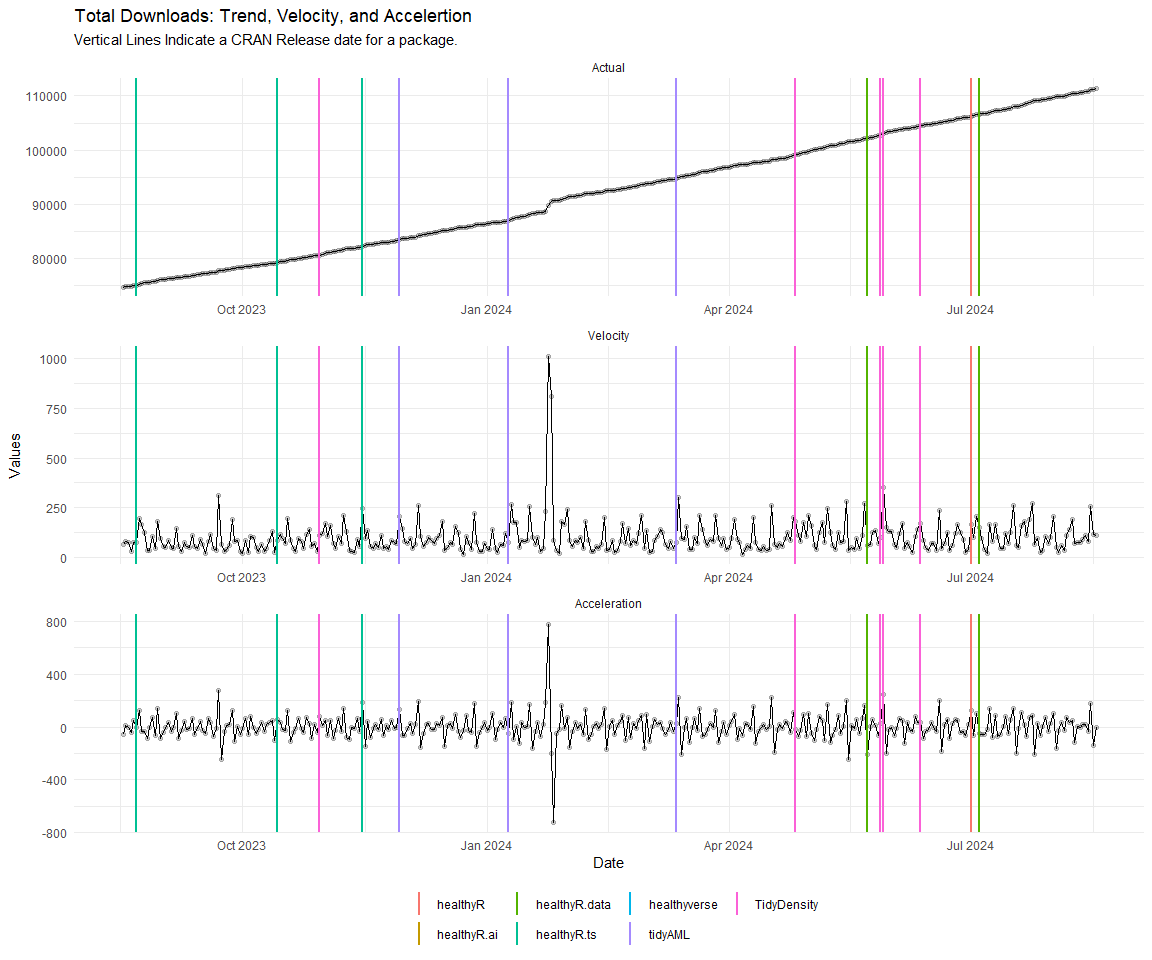 Total Downloads: Trend, Velocity, and Accelertion
Vertical Lines Indicate a CRAN Release date for a package.
Actual
110000
100000
90000
80000
Oct 2023 Jan 2024 Apr 2024 Jul 2024
Velocity
1000
750
500
250
0
Oct 2023 Jan 2024 Apr 2024 Jul 2024
Values
Acceleration
800
400
0
-400
-800
Oct 2023 Jan 2024 Apr 2024 Jul 2024
Date
healthyR healthyR.data healthyverse TidyDensity
healthyR.ai healthyR.ts tidyAML